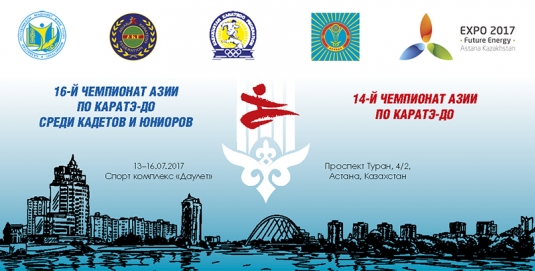 EXPO 2017
· Future Energy ·
Astana Kazakhstan
16-Й ЧЕМПИОНАТ АЗИИ
ПО КАРАТЭ-ДО
СРЕДИ КАДЕТОВ И ЮНИОРОВ
14-Й ЧЕМПИОНАТ АЗИИ
ПО КАРАТЭ-ДО
13–16.07.2017
Спорт комплекс «Даулет»
Проспект Туран, 4/2,
Астана, Казахстан